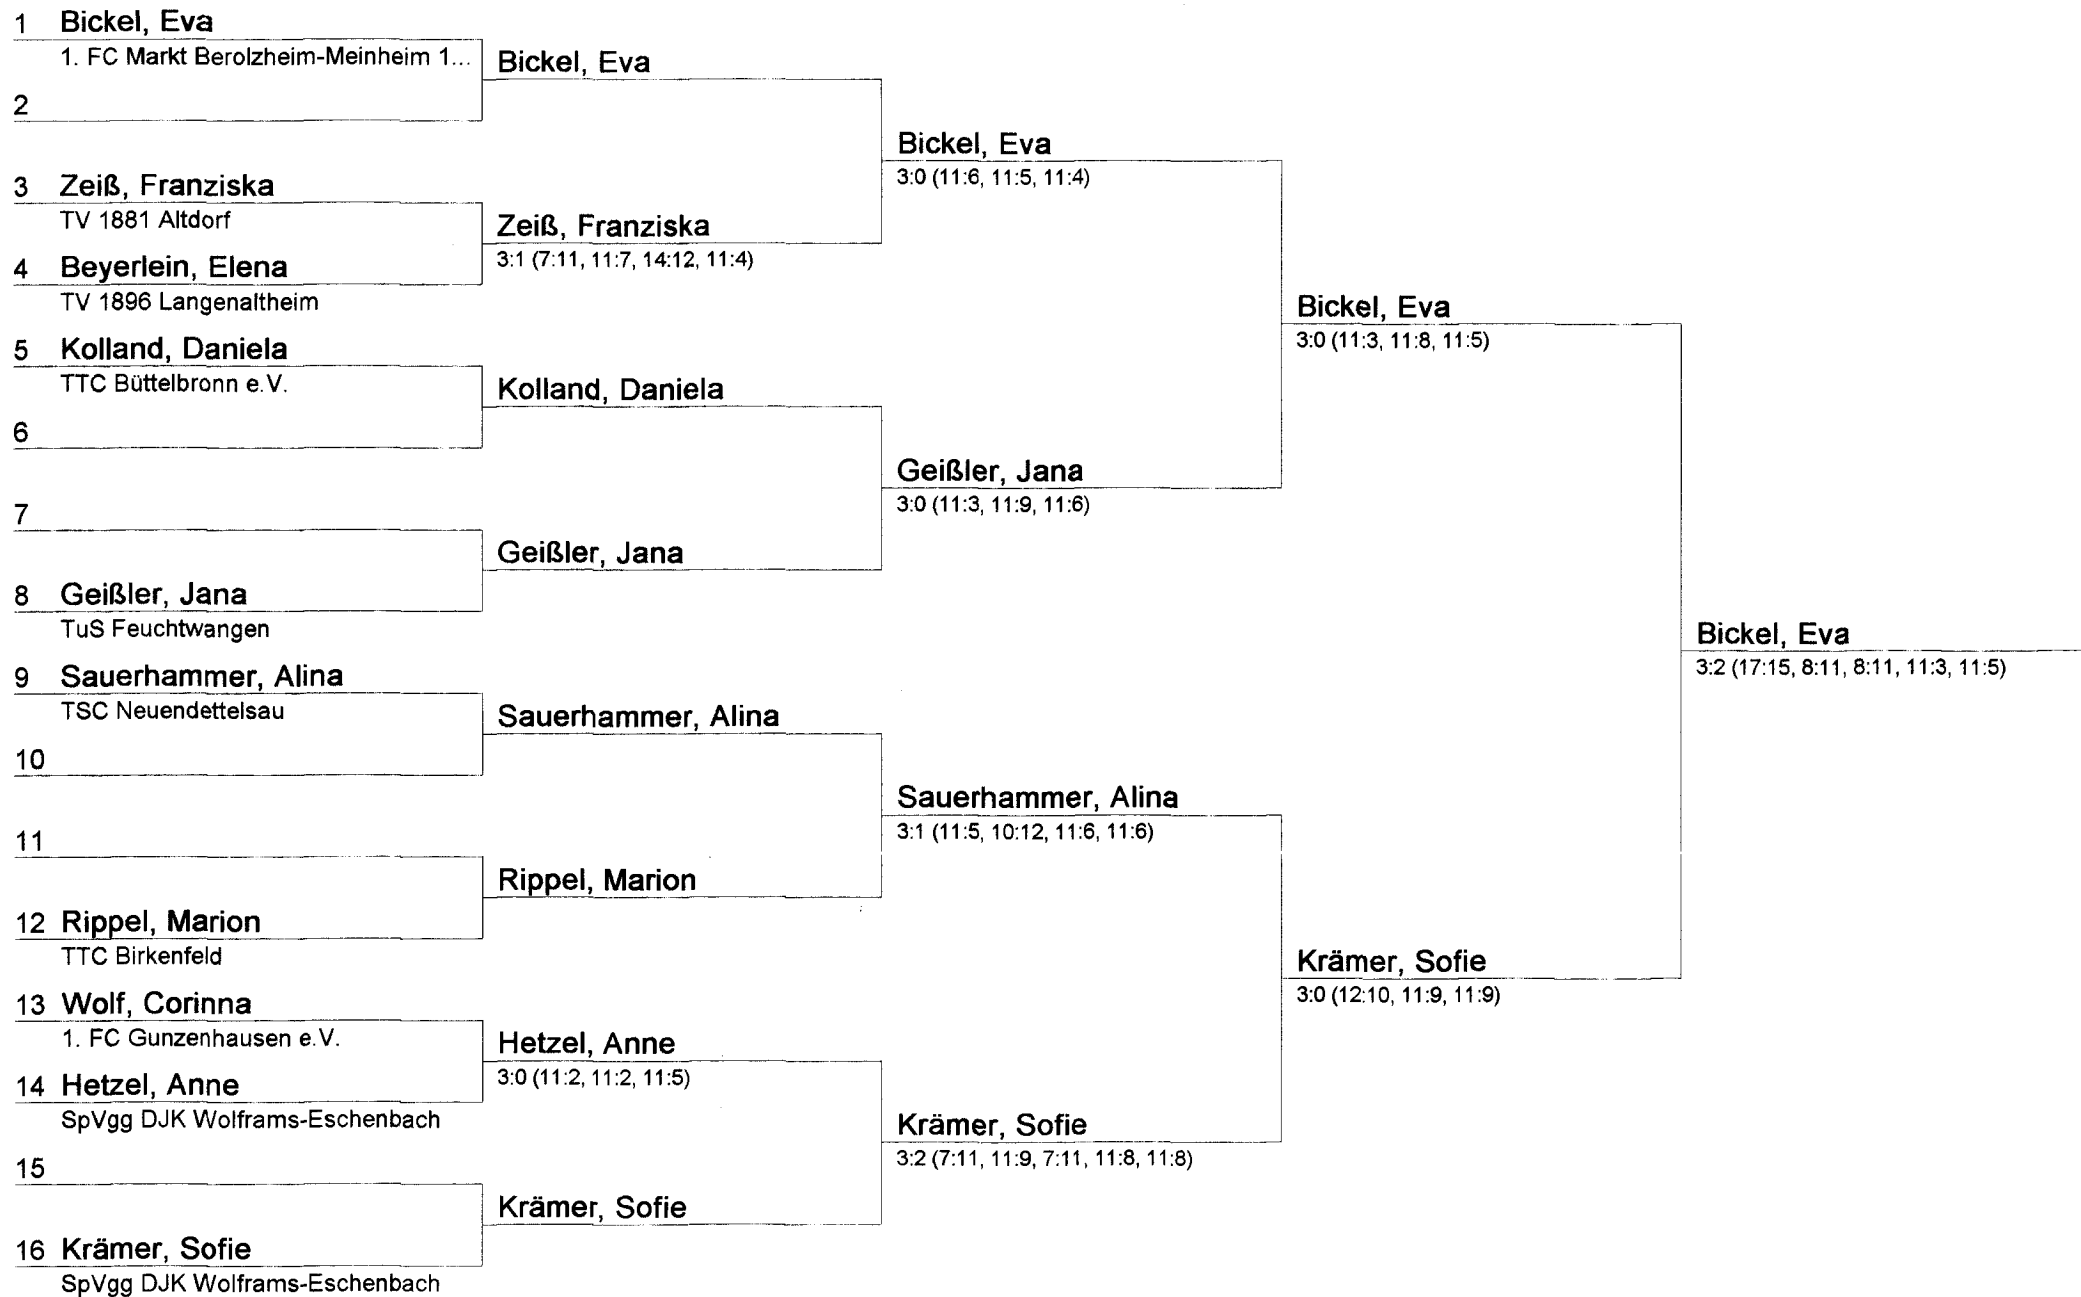 1 Bickel, Eva
1. FC Markt Berolzheim-Meinheim 1...
2
3 Zeiß, Franziska
TV 1881 Altdorf
4 Beyerlein, Elena
TV 1896 Langenaltheim
5 Kolland, Daniela
TTC Büttelbronn e.V.
6
7
8 Geißler, Jana
TuS Feuchtwangen
9 Sauerhammer, Alina
TSC Neuendettelsau
10
11
12 Rippel, Marion
TTC Birkenfeld
13 Wolf, Corinna
1. FC Gunzenhausen e.V.
14 Hetzel, Anne
SpVgg DJK Wolframs-Eschenbach
15
16 Krämer, Sofie
SpVgg DJK Wolframs-Eschenbach
Bickel, Eva
Zeiß, Franziska
3:1 (7:11, 11:7, 14:12, 11:4)
Kolland, Daniela
Geißler, Jana
Sauerhammer, Alina
Rippel, Marion
Hetzel, Anne
3:0 (11:2, 11:2, 11:5)
Krämer, Sofie
Bickel, Eva
3:0 (11:6, 11:5, 11:4)
Geißler, Jana
3:0 (11:3, 11:9, 11:6)
Sauerhammer, Alina
3:1 (11:5, 10:12, 11:6, 11:6)
Krämer, Sofie
3:2 (7:11, 11:9, 7:11, 11:8, 11:8)
Bickel, Eva
3:0 (11:3, 11:8, 11:5)
Krämer, Sofie
3:0 (12:10, 11:9, 11:9)
Bickel, Eva
3:2 (17:15, 8:11, 8:11, 11:3, 11:5)